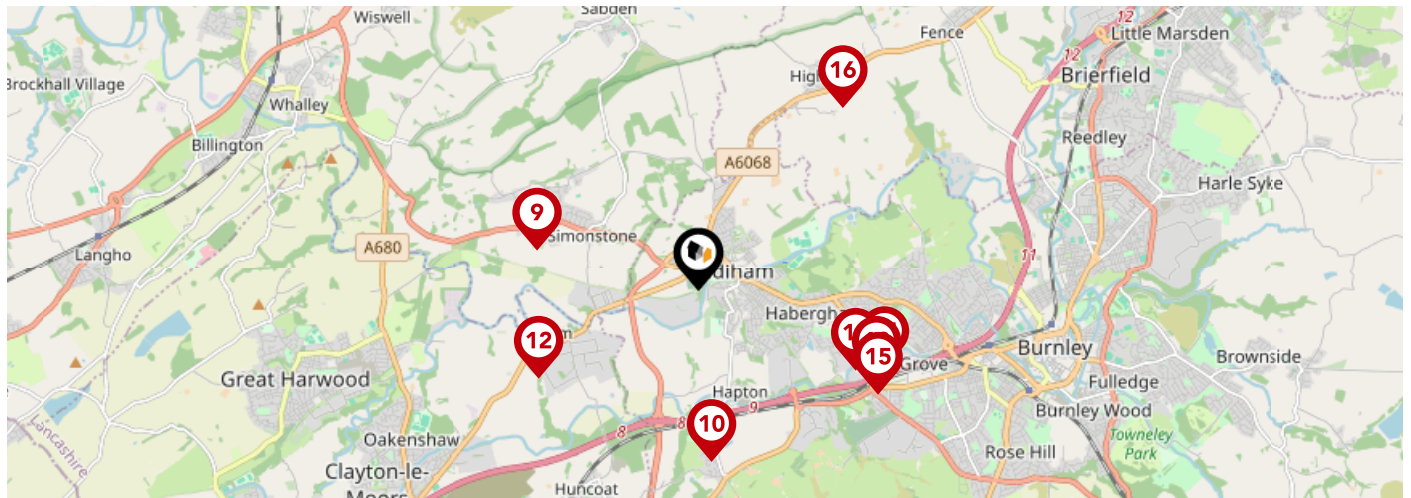 Wiswell
Sabden
12
Fence
Little Marsden
12
Brierfield
16
Brockhall Village
Whalley
Billington
Reedley
A6068
Harle Syke
9
Simonstone
A680
Langho
11
diham
12
15
Grove
Burnley
Brownside
Great Harwood
Hapton
Fulledge
9
8
8
10
Burnley Wood
Oakenshaw
Towneley
Park
Clayton-le-
Moors
Rose Hill
Huncoat
Lancashire